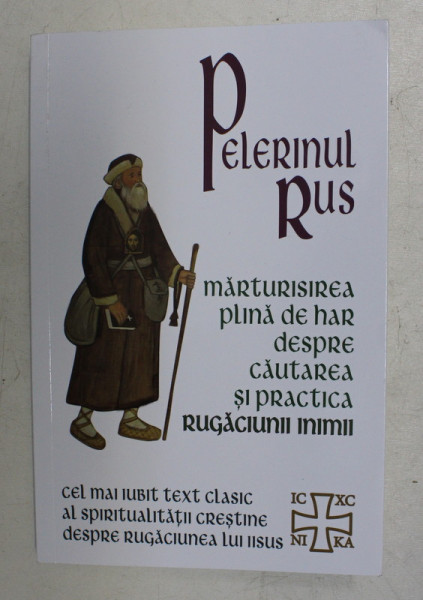 Pelerinul
Rus
mărturisirea
plină de har
despre
căutarea
și practica
rugăciunii inimii
cel mai iubit text clasic
al spiritualității creștine
despre rugăciunea lui Iisus
IC XC
NI KA